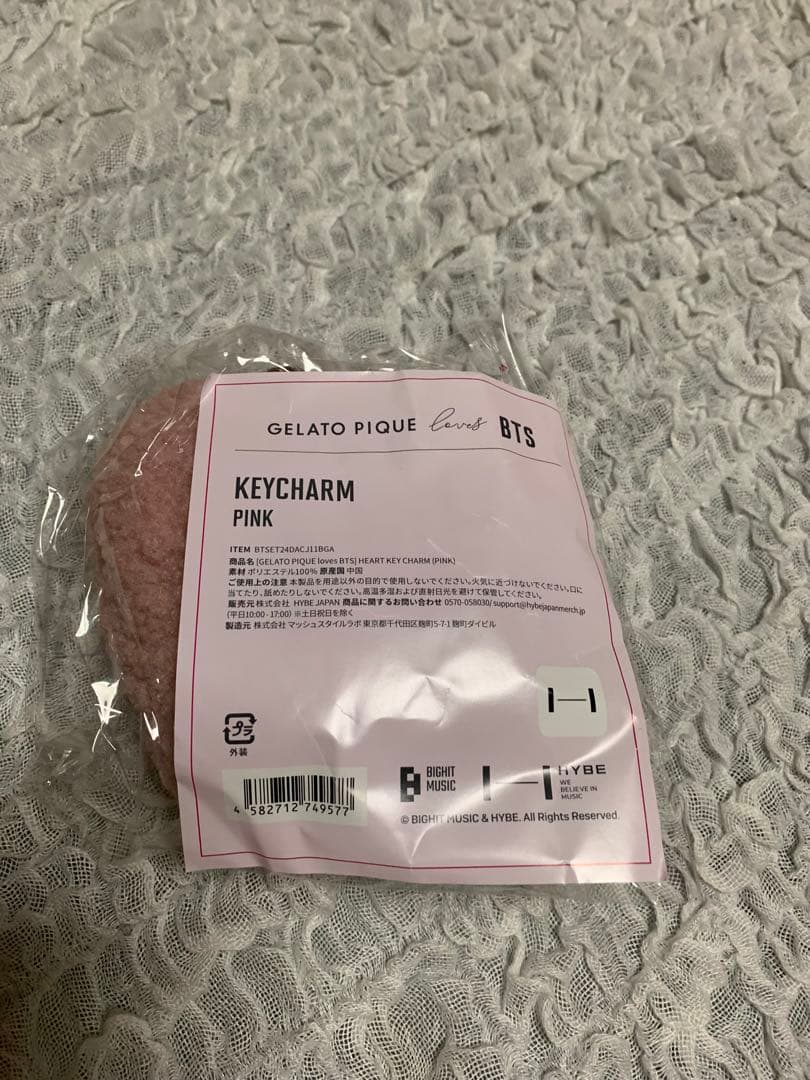 GELATO PIQUE loves BTS
KEYCHARM
PINK
ITEM BTSET24DACJ11BGA
商品名 [GELATO PIQUE loves BTS] HEART KEY CHARM (PINK)
素材 ポリエステル100% 原産国 中国
ご使用上の注意 本製品を用途以外の目的で使用しないでください。火気に近づけないでください。口に
当てたり、舐めたりしないでください。高温多湿および直射日光を避けて保管してください。
販売元 株式会社 HYBE JAPAN 商品に関するお問い合わせ 0570-058030/ support@hybejapanmerch.jp
(平日10:00 - 17:00) ※土日祝日を除く
製造元 株式会社 マッシュスタイルラボ 東京都千代田区麹町5-7-1 麹町ダイビル
プラ
外装
4 582712 749577
BIGHIT
MUSIC
HYBE
WE
BELIEVE IN
MUSIC
© BIGHIT MUSIC & HYBE. All Rights Reserved.